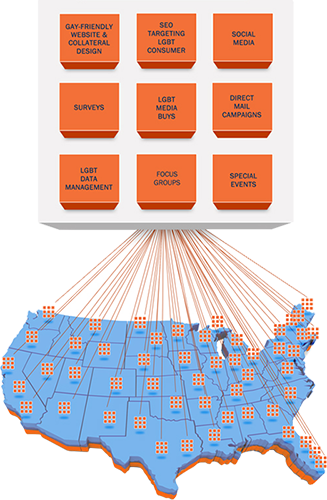 GAY-FRIENDLY
WEBSITE &
COLLATERAL
DESIGN
SEO
TARGETING
LGBT
CONSUMER
SOCIAL
MEDIA
SURVEYS
LGBT
MEDIA
BUYS
DIRECT
MAIL
CAMPAIGNS
LGBT
DATA
MANAGEMENT
FOCUS
GROUPS
SPECIAL
EVENTS